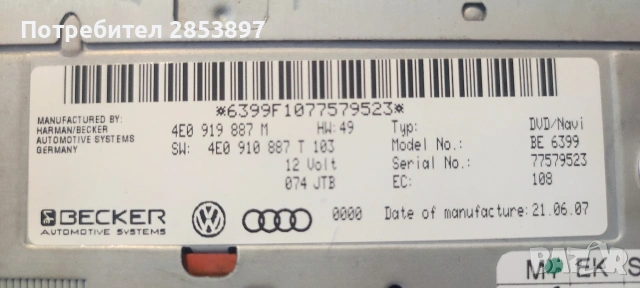 Потребител 2853897
*6399F1077579523*
MANUFACTURED BY:
HARMAN/BECKER
AUTOMOTIVE SYSTEMS
GERMANY
4E0 919 887 M HW: 49
SW: 4E0 910 887 T 103
12 Volt
074 JTB
Typ: DVD/Navi
Model No.: BE 6399
Serial No.: 77579523
EC: 108
BECKER
AUTOMOTIVE SYSTEMS
0000 Date of manufacture: 21.06.07
EK S
BAZAR